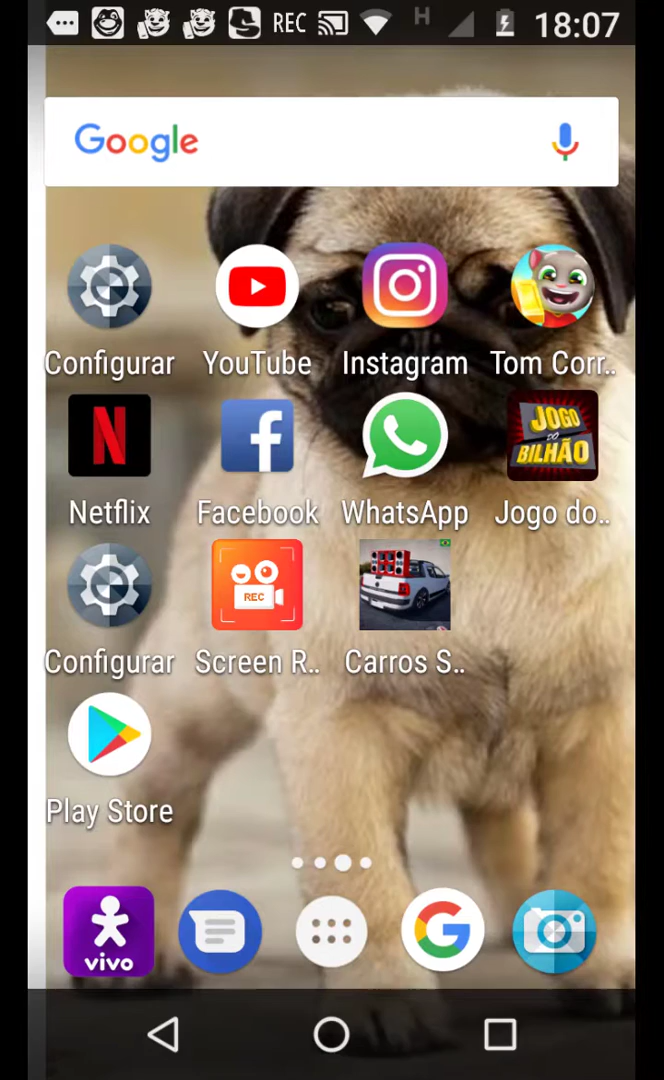 REC H 18:07
Google
Configurar YouTube Instagram Tom Corr..
N
JOGO
DO
BILHÃO
Netflix Facebook WhatsApp Jogo do..
REC
Configurar Screen R.. Carros S..
Play Store
vivo G